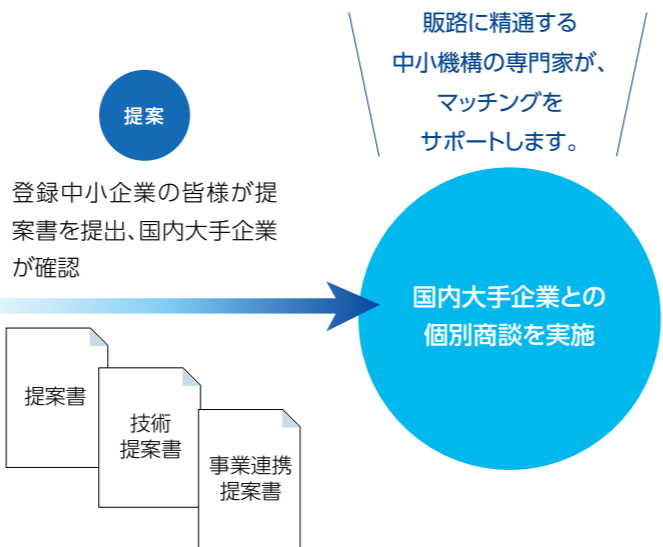 販路に精通する
中小機構の専門家が、
マッチングを
サポートします。
提案
登録中小企業の皆様が提
案書を提出、国内大手企業
が確認
国内大手企業との
個別商談を実施
提案書
技術
提案書
事業連携
提案書